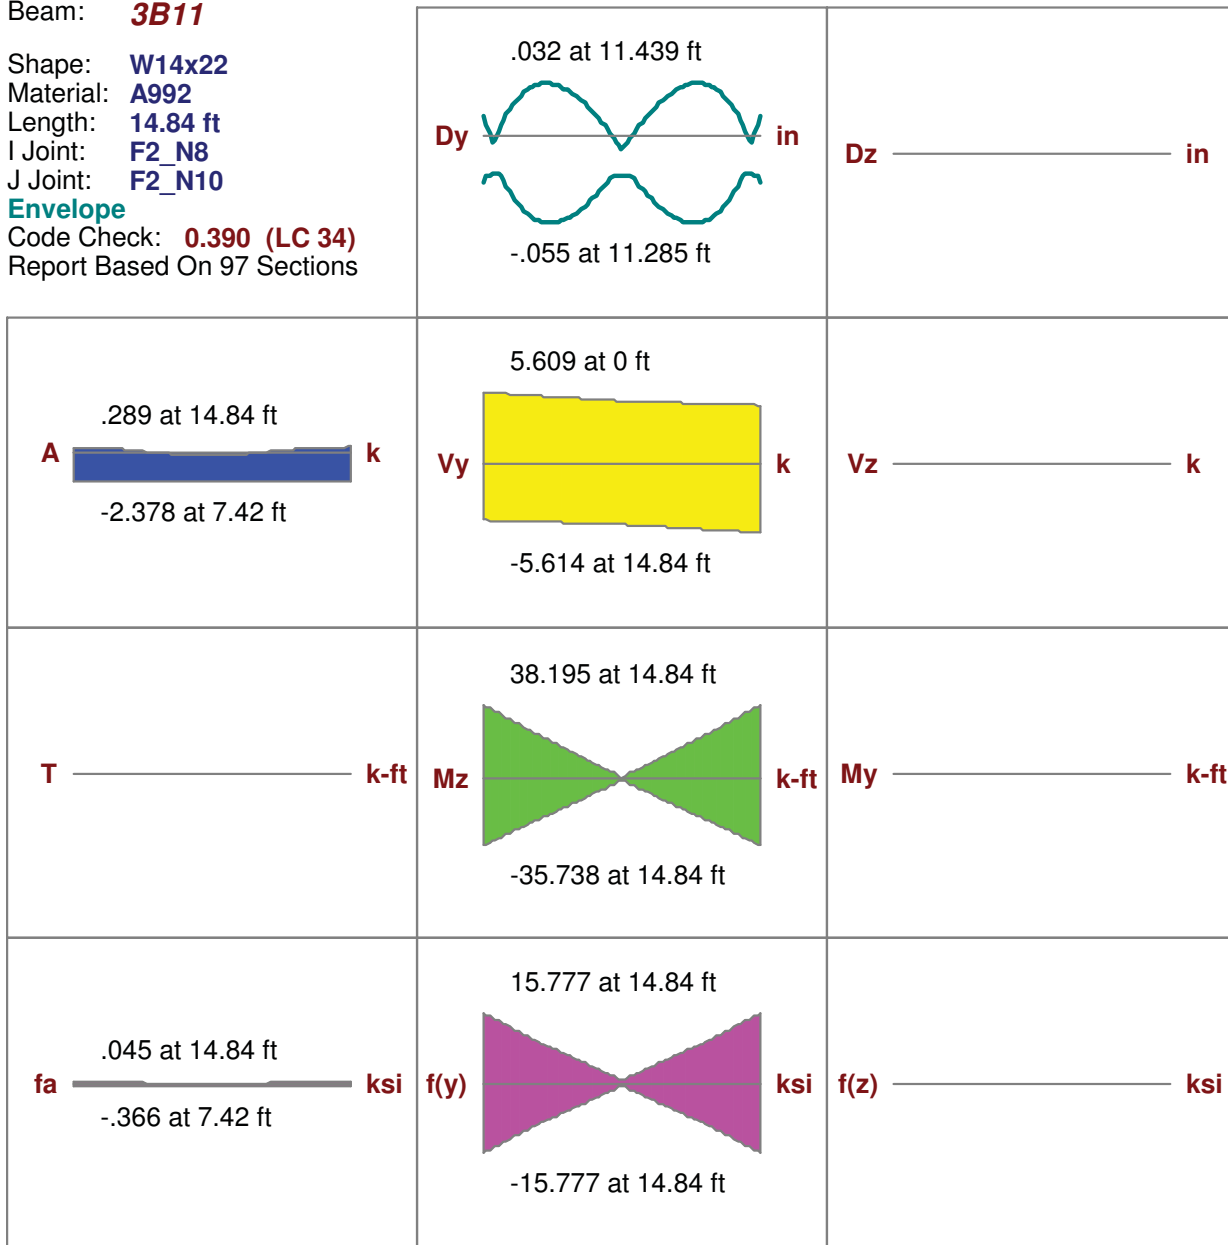 Beam: 3B11
Shape: W14x22
Material: A992
Length: 14.84 ft
I Joint: F2_N8
J Joint: F2_N10
Envelope
Code Check: 0.390 (LC 34)
Report Based On 97 Sections
.032 at 11.439 ft
Dy in
-.055 at 11.285 ft
Dz in
.289 at 14.84 ft
A k
-2.378 at 7.42 ft
5.609 at 0 ft
Vy k
-5.614 at 14.84 ft
Vz k
T k-ft
38.195 at 14.84 ft
Mz k-ft
-35.738 at 14.84 ft
My k-ft
.045 at 14.84 ft
fa ksi
-.366 at 7.42 ft
15.777 at 14.84 ft
f(y) ksi
-15.777 at 14.84 ft
f(z) ksi